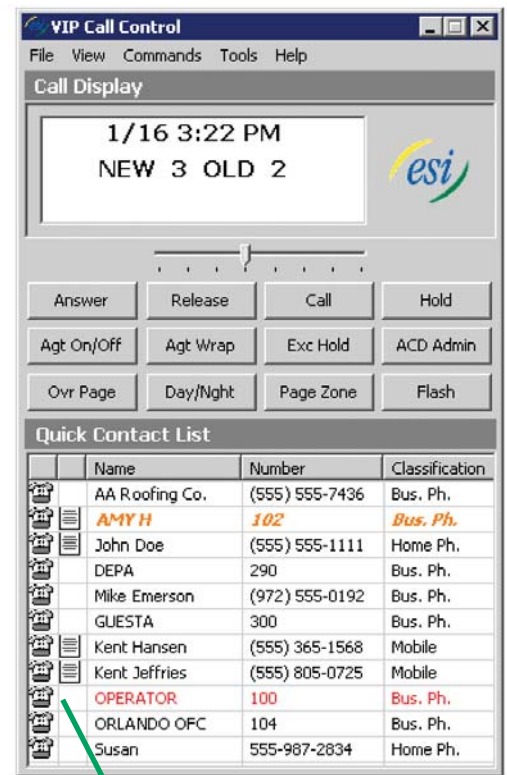 VIP Call Control
File View Commands Tools Help
Call Display
1/16 3:22 PM
NEW 3 OLD 2
esi
Answer Release Call Hold
Agt On/Off Agt Wrap Exc Hold ACD Admin
Ovr Page Day/Nght Page Zone Flash
Quick Contact List
Name Number Classification
AA Roofing Co. (555) 555-7436 Bus. Ph.
AMY H 102 Bus. Ph.
John Doe (555) 555-1111 Home Ph.
DEPA 290 Bus. Ph.
Mike Emerson (972) 555-0192 Bus. Ph.
GUESTA 300 Bus. Ph.
Kent Hansen (555) 365-1568 Mobile
Kent Jeffries (555) 805-0725 Mobile
OPERATOR 100 Bus. Ph.
ORLANDO OFC 104 Bus. Ph.
Susan 555-987-2834 Home Ph.